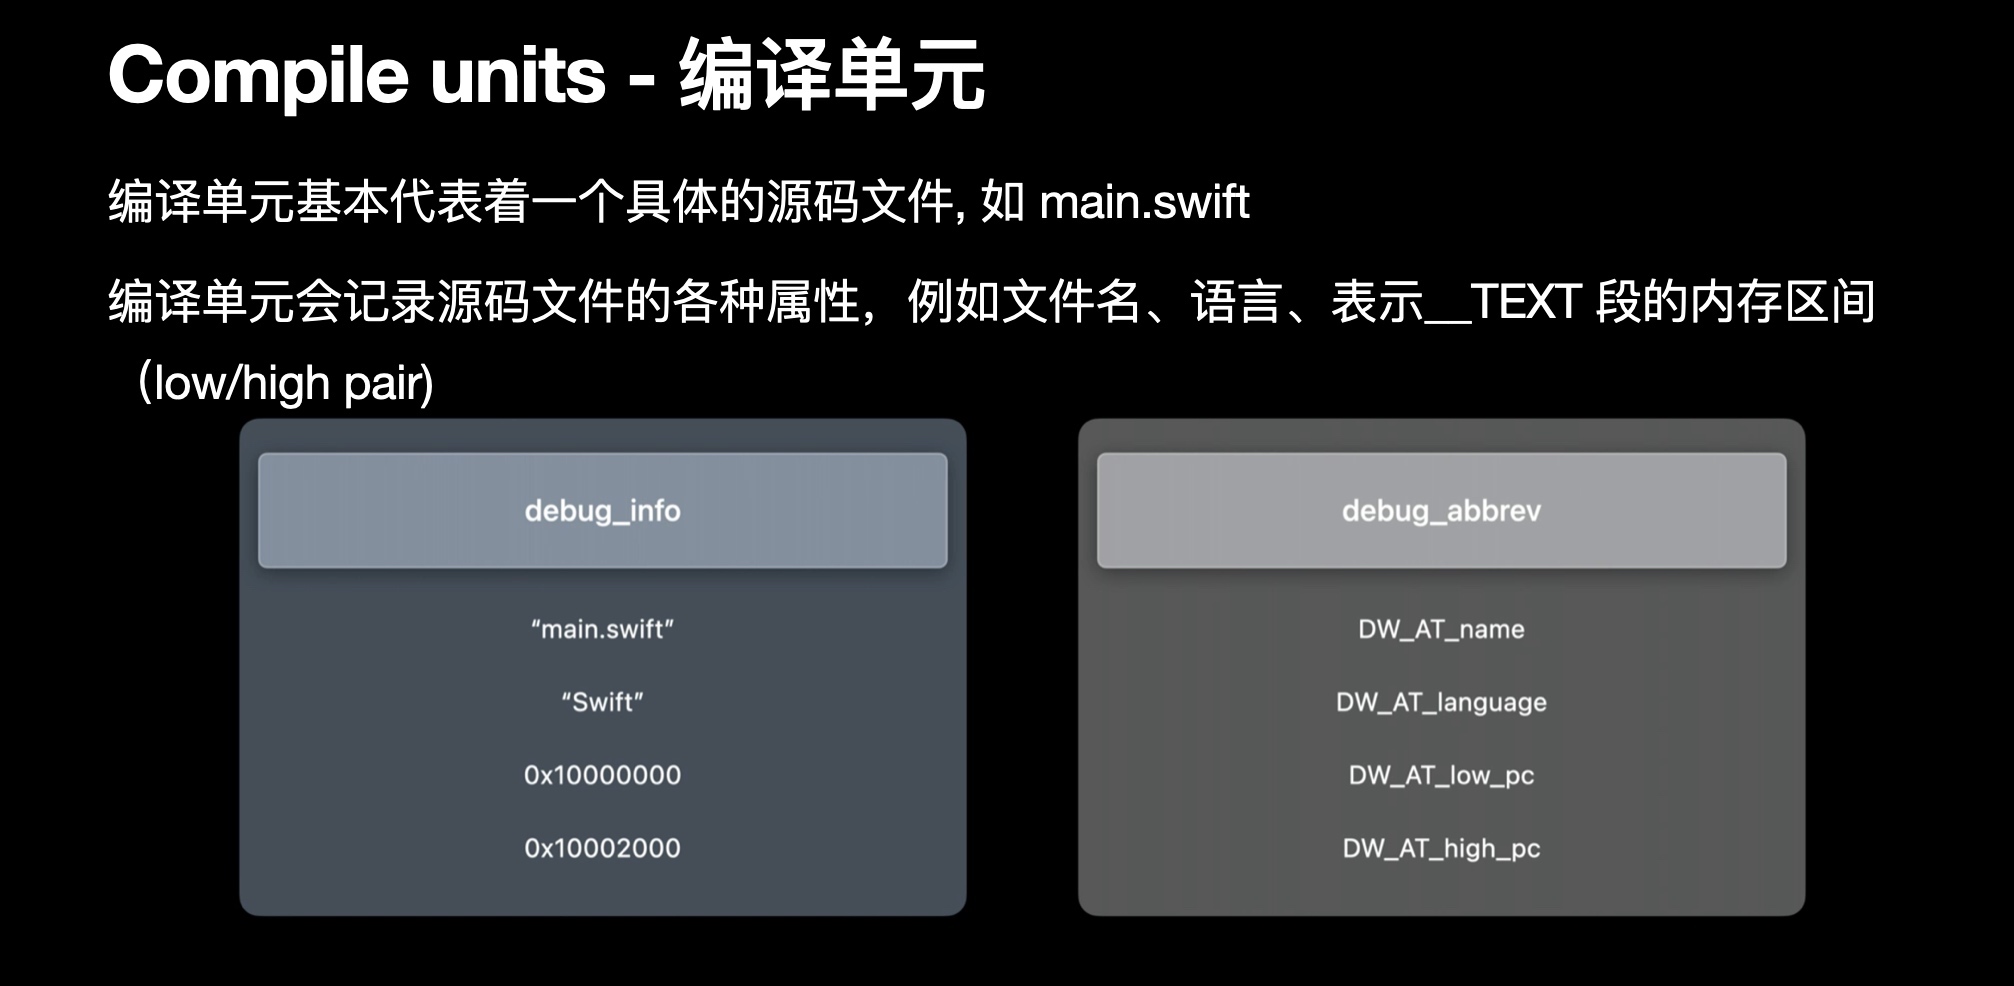 Compile units - 编译单元
编译单元基本代表着一个具体的源码文件, 如 main.swift
编译单元会记录源码文件的各种属性，例如文件名、语言、表示__TEXT 段的内存区间
（low/high pair)
debug_info
“main.swift”
“Swift”
0x10000000
0x10002000
debug_abbrev
DW_AT_name
DW_AT_language
DW_AT_low_pc
DW_AT_high_pc